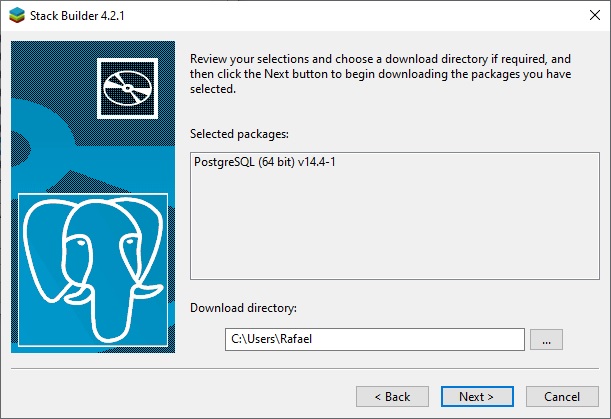 Stack Builder 4.2.1
Review your selections and choose a download directory if required, and
then click the Next button to begin downloading the packages you have
selected.
Selected packages:
PostgreSQL (64 bit) v14.4-1
Download directory:
C:\Users\Rafael
...
< Back
Next >
Cancel